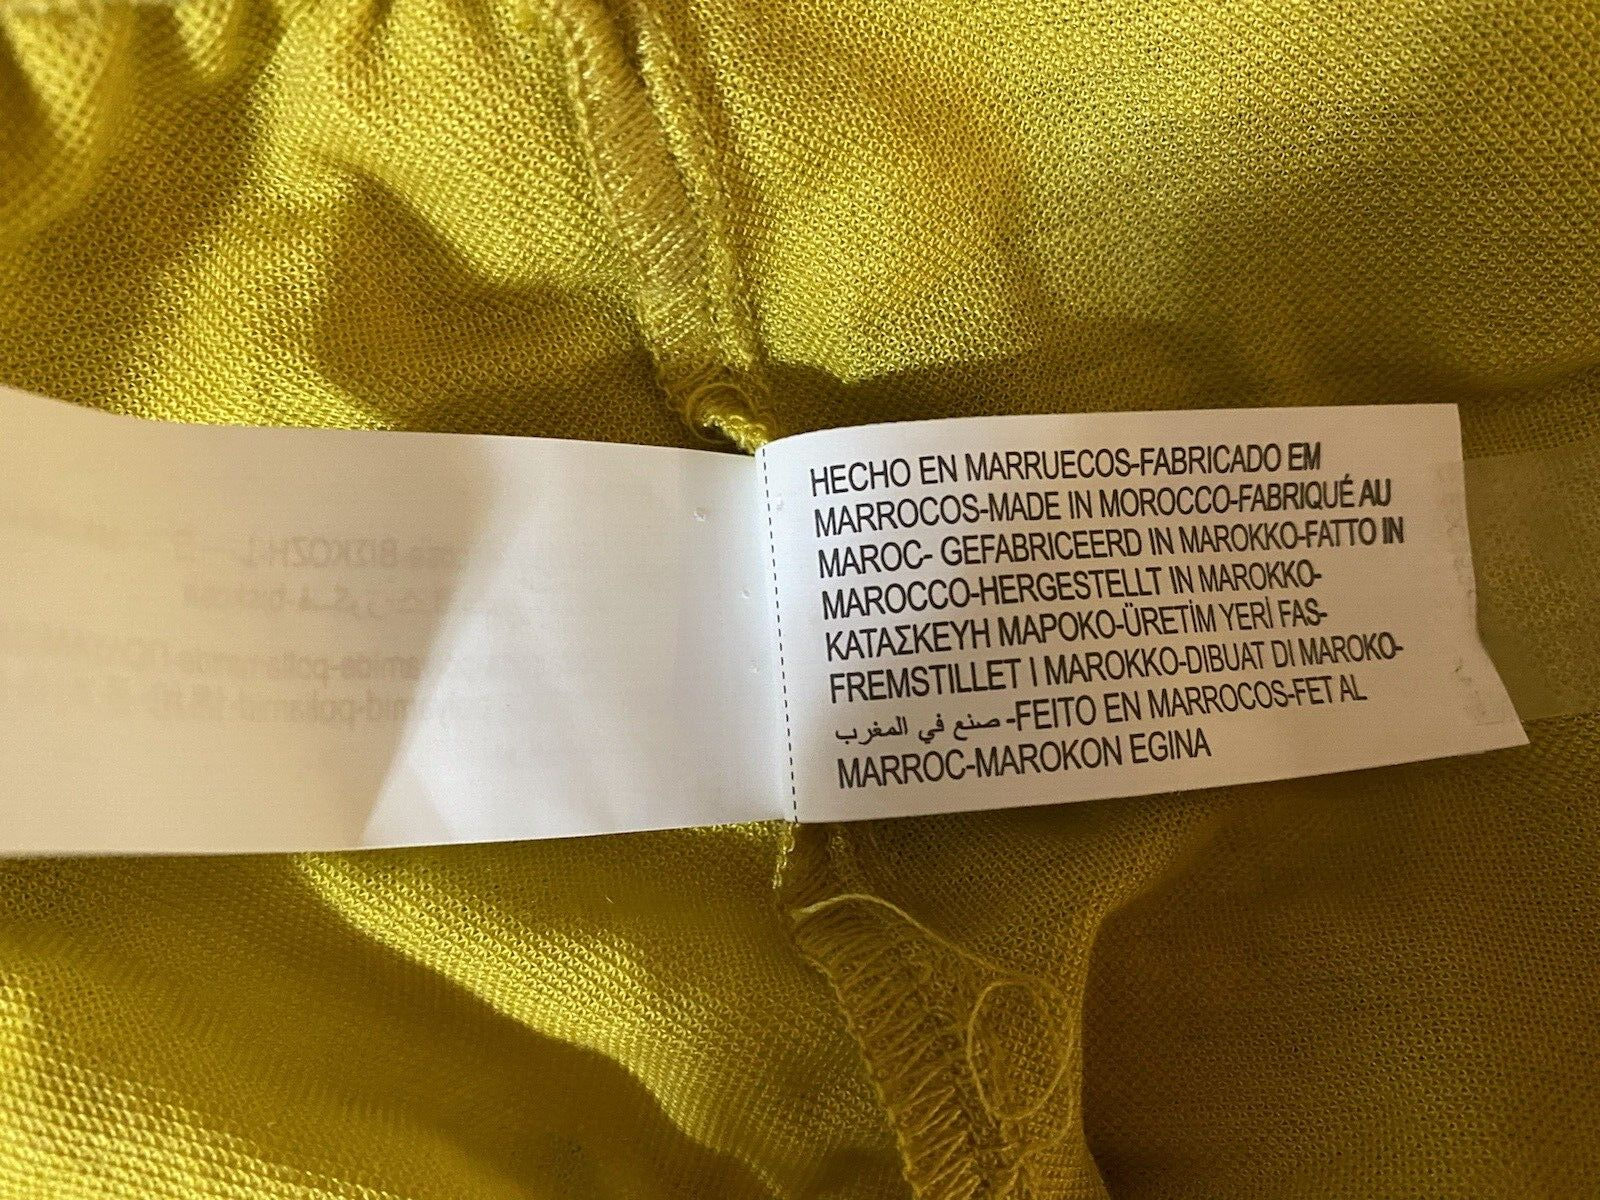 HECHO EN MARRUECOS-FABRICADO EM
MARROCOS-MADE IN MOROCCO-FABRIQUÉ AU
MAROC- GEFABRICEERD IN MAROKKO-FATTO IN
MAROCCO-HERGESTELLT IN MAROKKO-
ΚΑΤΑΣΚΕΥΗ ΜΑΡΟΚΟ-ÜRETİM YERİ FAS-
FREMSTILLET I MAROKKO-DIBUAT DI MAROKO-
صنع في المغرب -FEITO EN MARROCOS-FET AL
MARROC-MAROKON EGINA